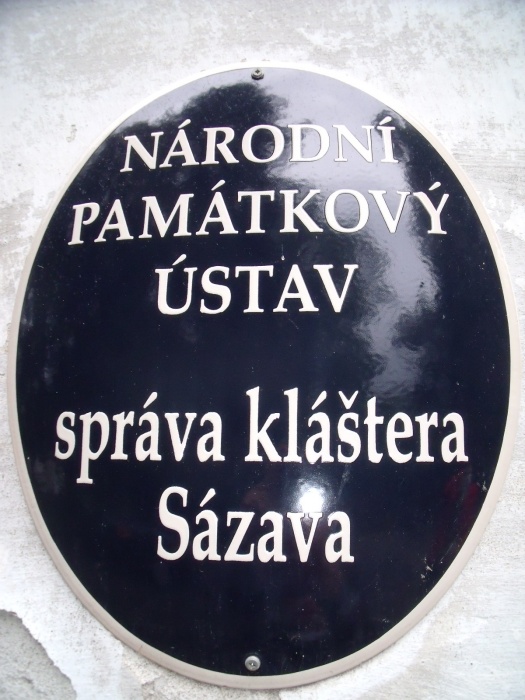 NÁRODNÍ
PAMÁTKOVÝ
ÚSTAV
správa kláštera
Sázava